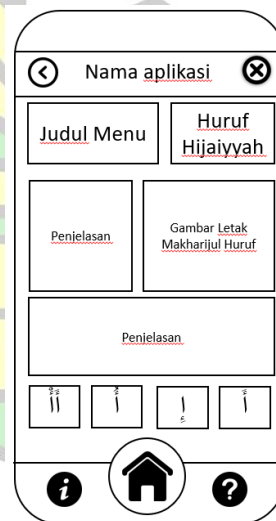 Nama aplikasi
Judul Menu
Huruf
Hijaiyyah
Penjelasan
Gambar Letak
Makharijul Huruf
Penjelasan
i
?